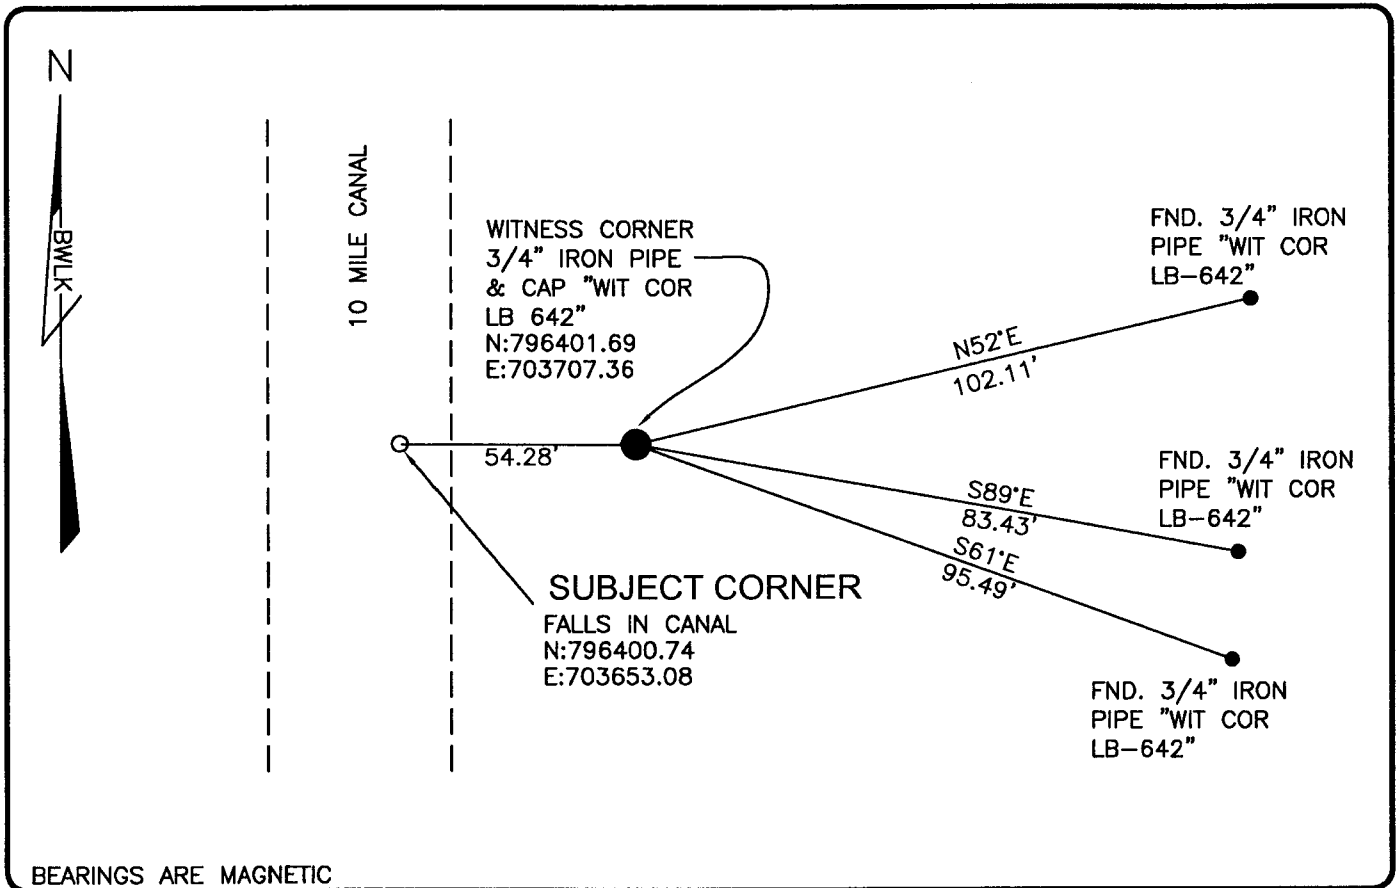 N
BWLK
10 MILE CANAL
WITNESS CORNER
3/4" IRON PIPE
& CAP "WIT COR
LB 642"
N:796401.69
E:703707.36
FND. 3/4" IRON
PIPE "WIT COR
LB-642"
N52°E
102.11'
54.28'
FND. 3/4" IRON
PIPE "WIT COR
LB-642"
S89°E
83.43'
S61°E
95.49'
SUBJECT CORNER
FALLS IN CANAL
N:796400.74
E:703653.08
FND. 3/4" IRON
PIPE "WIT COR
LB-642"
BEARINGS ARE MAGNETIC